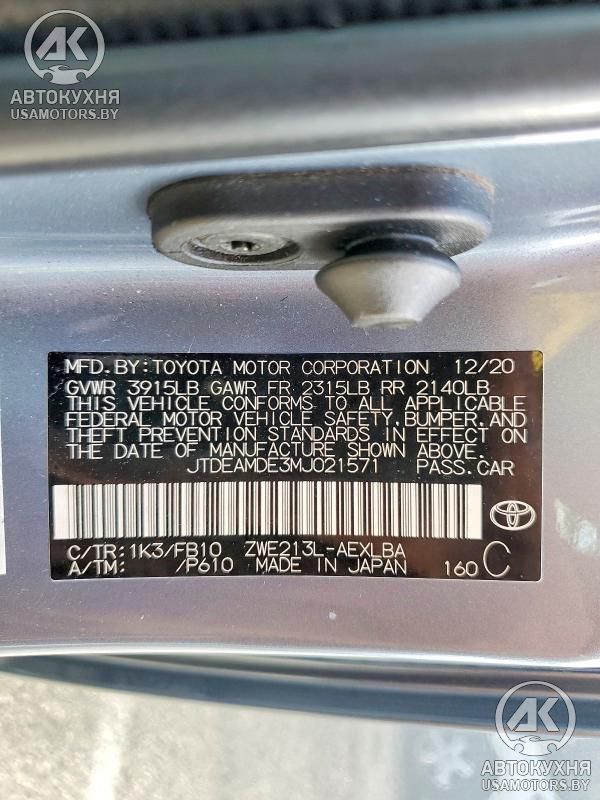 AK
АВТОКУХНЯ
USAMOTORS.BY
MFD. BY: TOYOTA MOTOR CORPORATION 12/20
GVWR 3915LB GAWR FR 2315LB RR 2140LB
THIS VEHICLE CONFORMS TO ALL APPLICABLE
FEDERAL MOTOR VEHICLE SAFETY, BUMPER, AND
THEFT PREVENTION STANDARDS IN EFFECT ON
THE DATE OF MANUFACTURE SHOWN ABOVE.
JTDEAMDE3MJ021571 PASS.CAR
C/TR: 1K3/FB10 ZWE213L-AEXLBA
A/TM: /P610 MADE IN JAPAN 160 C
AK
АВТОКУХНЯ
USAMOTORS.BY